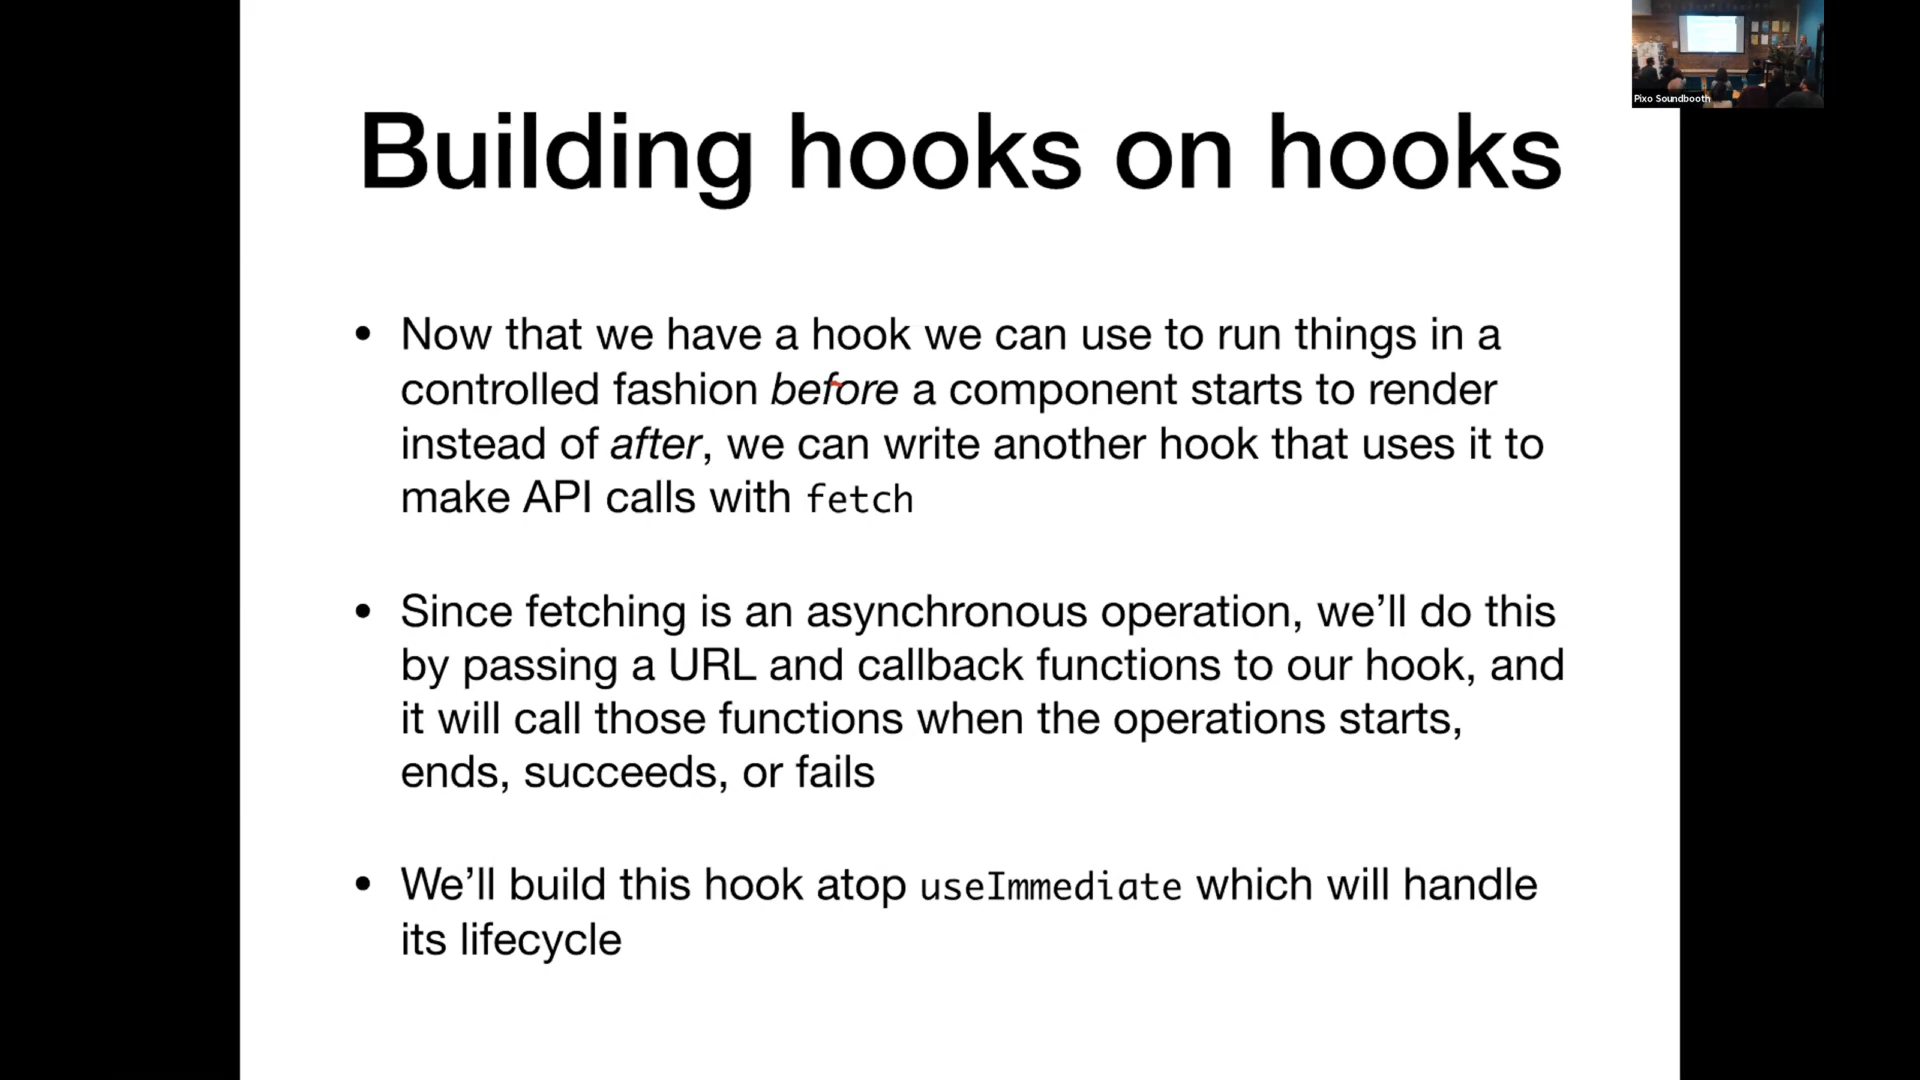 Pixo Soundbooth
Building hooks on hooks
• Now that we have a hook we can use to run things in a
controlled fashion before a component starts to render
instead of after, we can write another hook that uses it to
make API calls with fetch
• Since fetching is an asynchronous operation, we’ll do this
by passing a URL and callback functions to our hook, and
it will call those functions when the operations starts,
ends, succeeds, or fails
• We’ll build this hook atop useImmediate which will handle
its lifecycle